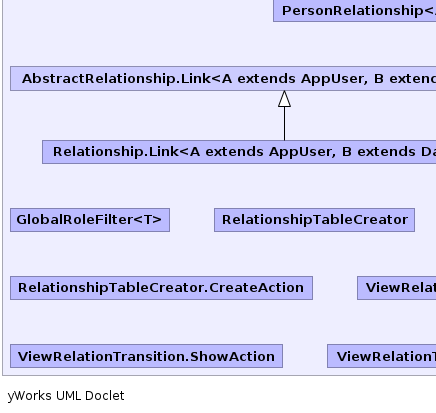 PersonRelationship<
AbstractRelationship.Link<A extends AppUser, B extend
Relationship.Link<A extends AppUser, B extends Da
GlobalRoleFilter<T> RelationshipTableCreator
RelationshipTableCreator.CreateAction ViewRelat
ViewRelationTransition.ShowAction ViewRelationT
yWorks UML Doclet